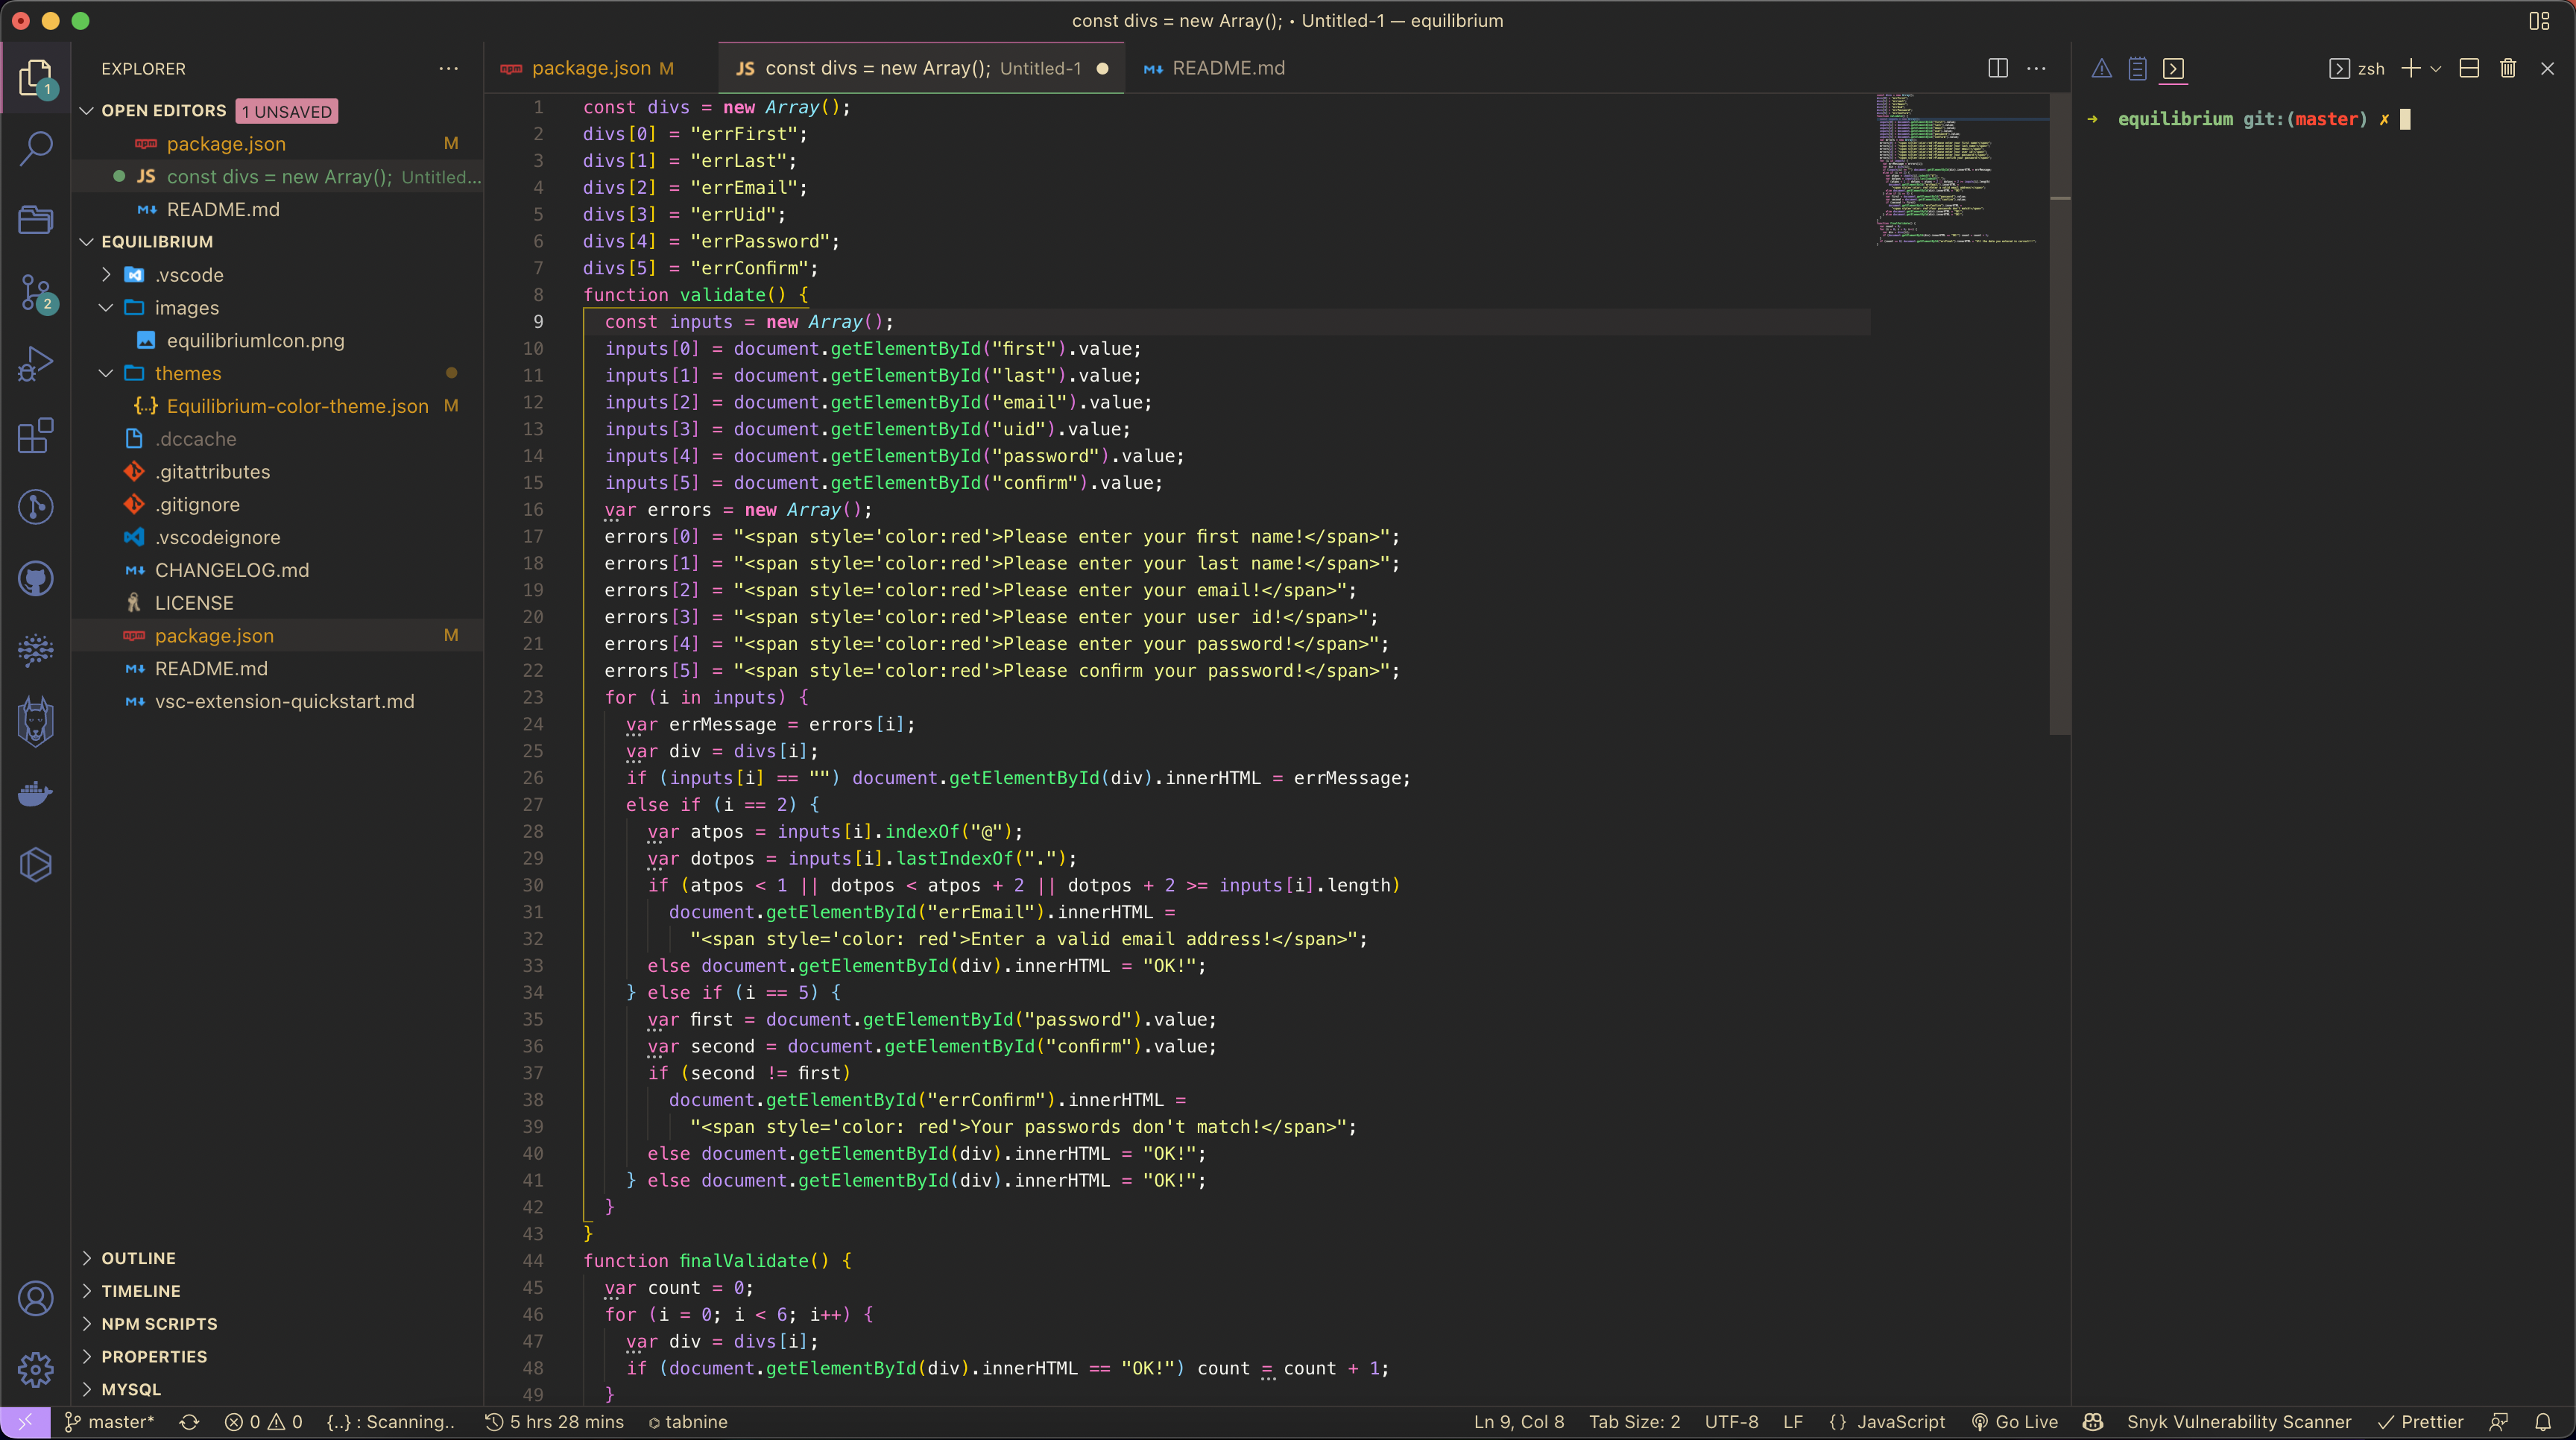 const divs = new Array(); • Untitled-1 — equilibrium
EXPLORER
OPEN EDITORS 1 UNSAVED
package.json M
JS const divs = new Array(); Untitled...
README.md
EQUILIBRIUM
.vscode
images
equilibriumIcon.png
themes
{..} Equilibrium-color-theme.json M
.dccache
.gitattributes
.gitignore
.vscodeignore
CHANGELOG.md
LICENSE
package.json M
README.md
vsc-extension-quickstart.md
OUTLINE
TIMELINE
NPM SCRIPTS
PROPERTIES
MYSQL
1
2
package.json M
JS const divs = new Array(); Untitled-1
README.md
1 const divs = new Array();
2 divs[0] = "errFirst";
3 divs[1] = "errLast";
4 divs[2] = "errEmail";
5 divs[3] = "errUid";
6 divs[4] = "errPassword";
7 divs[5] = "errConfirm";
8 function validate() {
9 const inputs = new Array();
10 inputs[0] = document.getElementById("first").value;
11 inputs[1] = document.getElementById("last").value;
12 inputs[2] = document.getElementById("email").value;
13 inputs[3] = document.getElementById("uid").value;
14 inputs[4] = document.getElementById("password").value;
15 inputs[5] = document.getElementById("confirm").value;
16 var errors = new Array();
17 errors[0] = "<span style='color:red'>Please enter your first name!</span>";
18 errors[1] = "<span style='color:red'>Please enter your last name!</span>";
19 errors[2] = "<span style='color:red'>Please enter your email!</span>";
20 errors[3] = "<span style='color:red'>Please enter your user id!</span>";
21 errors[4] = "<span style='color:red'>Please enter your password!</span>";
22 errors[5] = "<span style='color:red'>Please confirm your password!</span>";
23 for (i in inputs) {
24 var errMessage = errors[i];
25 var div = divs[i];
26 if (inputs[i] == "") document.getElementById(div).innerHTML = errMessage;
27 else if (i == 2) {
28 var atpos = inputs[i].indexOf("@");
29 var dotpos = inputs[i].lastIndexOf(".");
30 if (atpos < 1 || dotpos < atpos + 2 || dotpos + 2 >= inputs[i].length)
31 document.getElementById("errEmail").innerHTML =
32 "<span style='color: red'>Enter a valid email address!</span>";
33 else document.getElementById(div).innerHTML = "OK!";
34 } else if (i == 5) {
35 var first = document.getElementById("password").value;
36 var second = document.getElementById("confirm").value;
37 if (second != first)
38 document.getElementById("errConfirm").innerHTML =
39 "<span style='color: red'>Your passwords don't match!</span>";
40 else document.getElementById(div).innerHTML = "OK!";
41 } else document.getElementById(div).innerHTML = "OK!";
42 }
43 }
44 function finalValidate() {
45 var count = 0;
46 for (i = 0; i < 6; i++) {
47 var div = divs[i];
48 if (document.getElementById(div).innerHTML == "OK!") count = count + 1;
49 }
zsh
➜ equilibrium git:(master) ✗
master* 0 0 {..} : Scanning.. 5 hrs 28 mins tabnine Ln 9, Col 8 Tab Size: 2 UTF-8 LF {} JavaScript Go Live Snyk Vulnerability Scanner ✓ Prettier